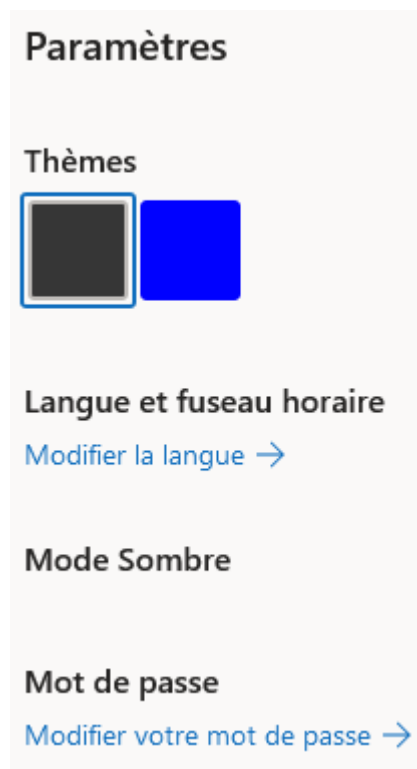 Paramètres
Thèmes
Langue et fuseau horaire
Modifier la langue →
Mode Sombre
Mot de passe
Modifier votre mot de passe →